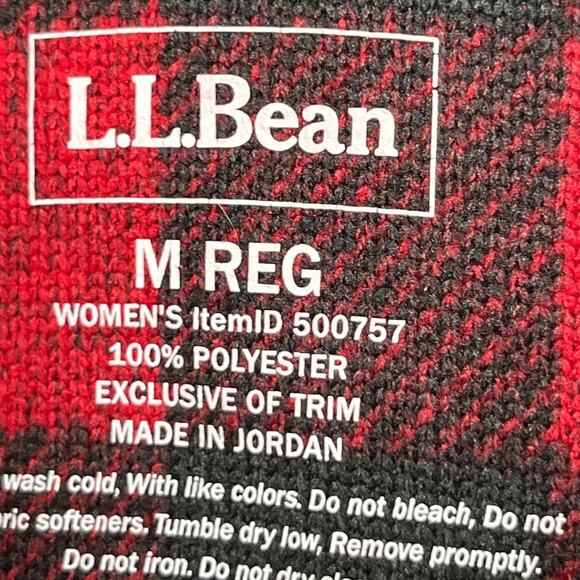 L.L.Bean
M REG
WOMEN'S ItemID 500757
100% POLYESTER
EXCLUSIVE OF TRIM
MADE IN JORDAN
wash cold, With like colors. Do not bleach, Do not
softeners. Tumble dry low, Remove promptly.
Do not iron. Do not dry